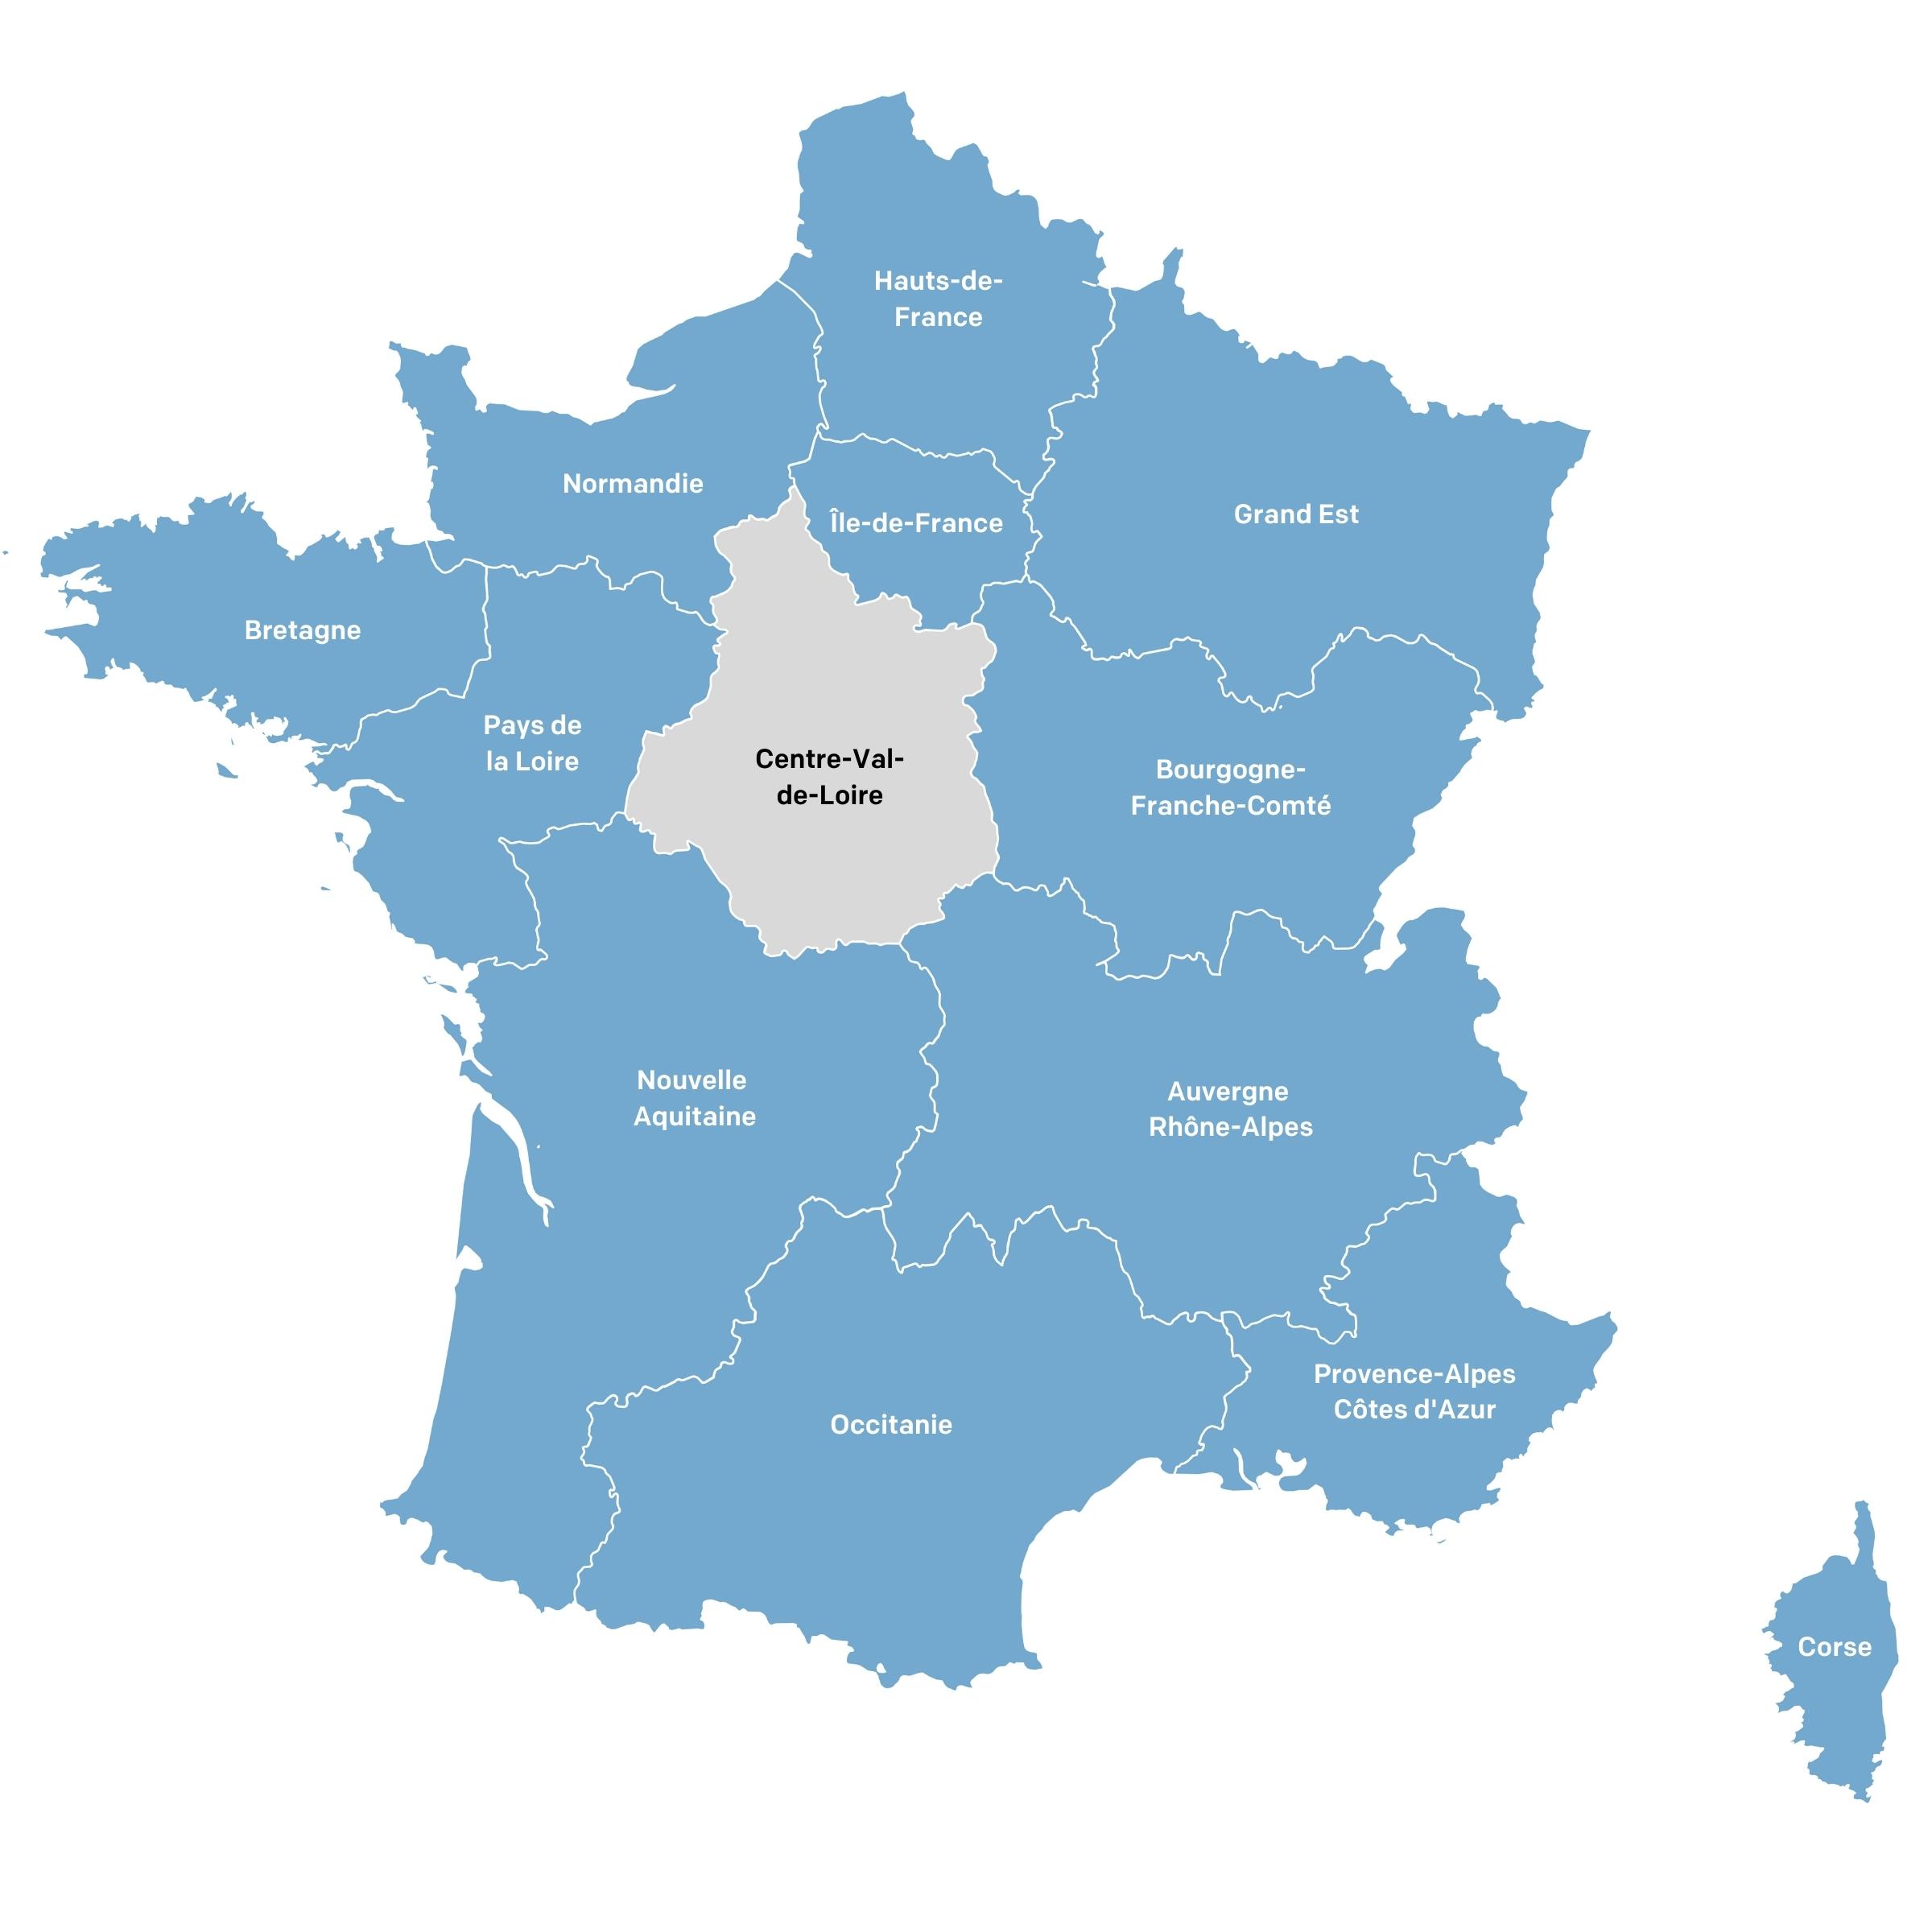 Hauts-de-
France
Normandie
Île-de-France
Grand Est
Bretagne
Pays de
la Loire
Centre-Val-
de-Loire
Bourgogne-
Franche-Comté
Nouvelle
Aquitaine
Auvergne
Rhône-Alpes
Provence-Alpes
Côtes d'Azur
Occitanie
Corse